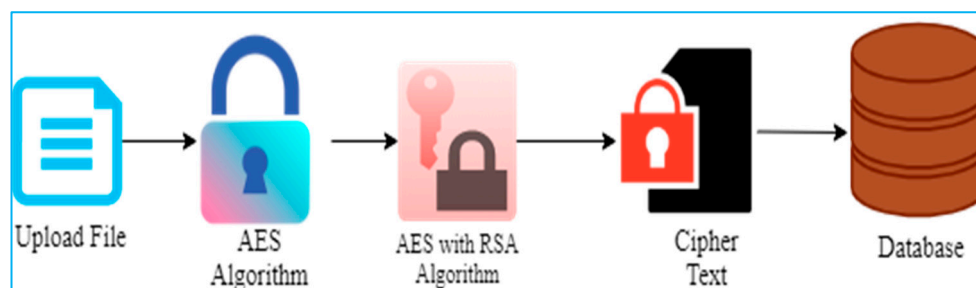 Upload File
AES
Algorithm
AES with RSA
Algorithm
Cipher
Text
Database